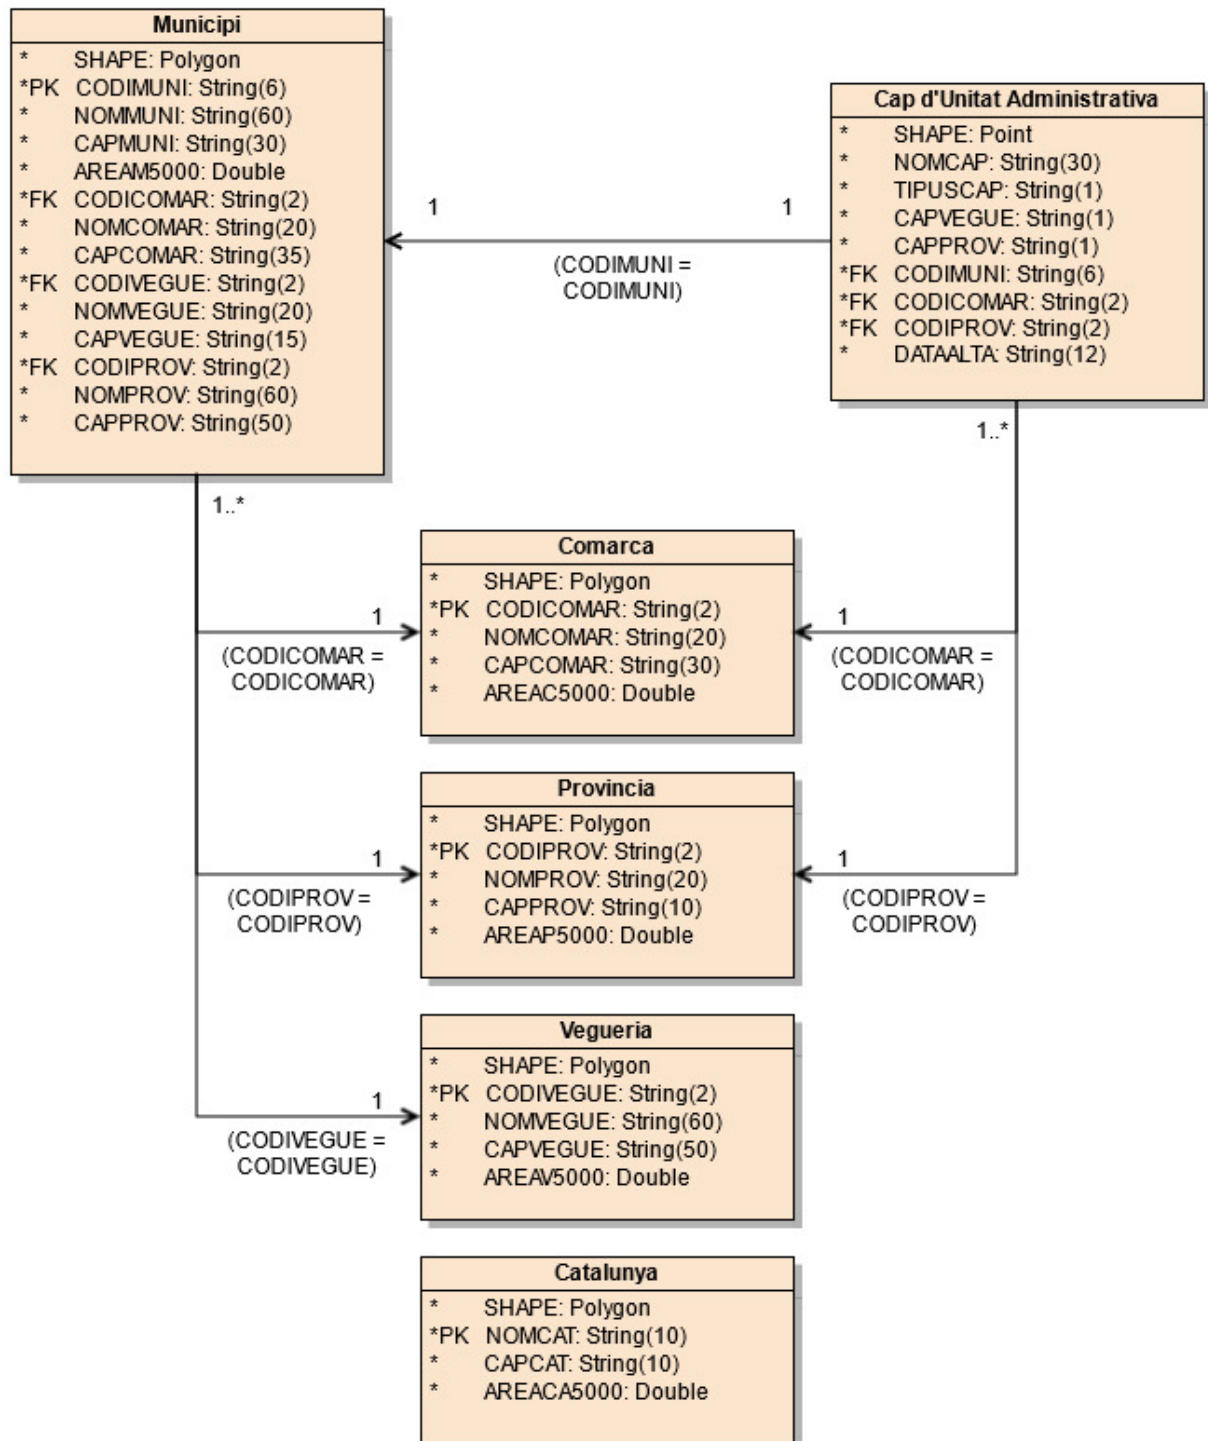 Municipi
* SHAPE: Polygon
*PK CODIMUNI: String(6)
* NOMMUNI: String(60)
* CAPMUNI: String(30)
* AREAM5000: Double
*FK CODICOMAR: String(2)
* NOMCOMAR: String(20)
* CAPCOMAR: String(35)
*FK CODIVEGUE: String(2)
* NOMVEGUE: String(20)
* CAPVEGUE: String(15)
*FK CODIPROV: String(2)
* NOMPROV: String(60)
* CAPPROV: String(50)
Cap d'Unitat Administrativa
* SHAPE: Point
* NOMCAP: String(30)
* TIPUSCAP: String(1)
* CAPVEGUE: String(1)
* CAPPROV: String(1)
*FK CODIMUNI: String(6)
*FK CODICOMAR: String(2)
*FK CODIPROV: String(2)
* DATAALTA: String(12)
1 1
(CODIMUNI =
CODIMUNI)
1..*
1..*
Comarca
* SHAPE: Polygon
*PK CODICOMAR: String(2)
* NOMCOMAR: String(20)
* CAPCOMAR: String(30)
* AREAC5000: Double
1
(CODICOMAR =
CODICOMAR)
1
(CODICOMAR =
CODICOMAR)
Provincia
* SHAPE: Polygon
*PK CODIPROV: String(2)
* NOMPROV: String(20)
* CAPPROV: String(10)
* AREAP5000: Double
1
(CODIPROV =
CODIPROV)
1
(CODIPROV =
CODIPROV)
Vegueria
* SHAPE: Polygon
*PK CODIVEGUE: String(2)
* NOMVEGUE: String(60)
* CAPVEGUE: String(50)
* AREAV5000: Double
1
(CODIVEGUE =
CODIVEGUE)
Catalunya
* SHAPE: Polygon
*PK NOMCAT: String(10)
* CAPCAT: String(10)
* AREACA5000: Double